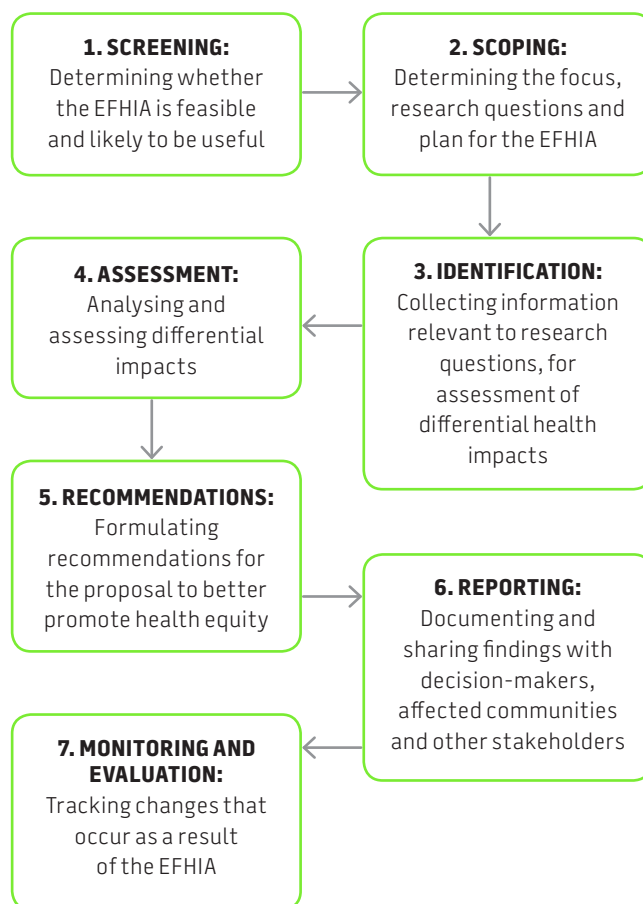 1. SCREENING:
Determining whether
the EFHIA is feasible
and likely to be useful
2. SCOPING:
Determining the focus,
research questions and
plan for the EFHIA
3. IDENTIFICATION:
Collecting information
relevant to research
questions, for
assessment of
differential health
impacts
4. ASSESSMENT:
Analysing and
assessing differential
impacts
5. RECOMMENDATIONS:
Formulating
recommendations for
the proposal to better
promote health equity
6. REPORTING:
Documenting and
sharing findings with
decision-makers,
affected communities
and other stakeholders
7. MONITORING AND
EVALUATION:
Tracking changes that
occur as a result
of the EFHIA